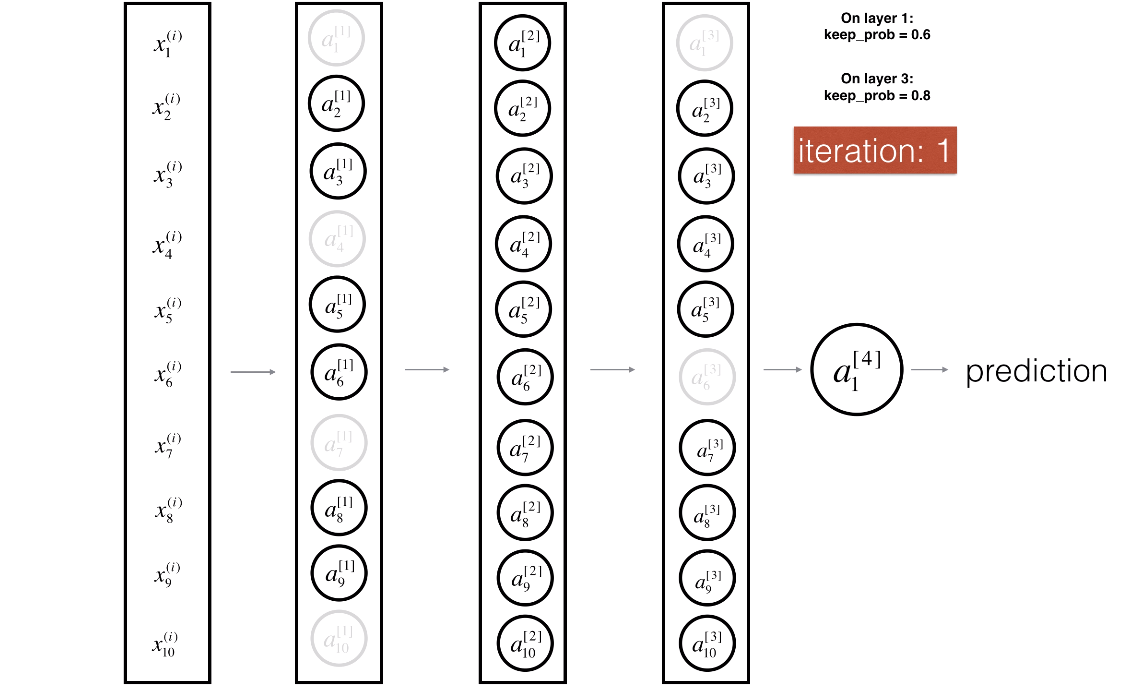 x_1^{(i)} a_1^{[1]} a_1^{[2]} a_1^{[3]}
x_2^{(i)} a_2^{[1]} a_2^{[2]} a_2^{[3]}
x_3^{(i)} a_3^{[1]} a_3^{[2]} a_3^{[3]}
x_4^{(i)} a_4^{[1]} a_4^{[2]} a_4^{[3]}
x_5^{(i)} a_5^{[1]} a_5^{[2]} a_5^{[3]}
x_6^{(i)} a_6^{[1]} a_6^{[2]} a_6^{[3]}
x_7^{(i)} a_7^{[1]} a_7^{[2]} a_7^{[3]}
x_8^{(i)} a_8^{[1]} a_8^{[2]} a_8^{[3]}
x_9^{(i)} a_9^{[1]} a_9^{[2]} a_9^{[3]}
x_{10}^{(i)} a_{10}^{[1]} a_{10}^{[2]} a_{10}^{[3]}
On layer 1:
keep_prob = 0.6
On layer 3:
keep_prob = 0.8
iteration: 1
a_1^{[4]} prediction